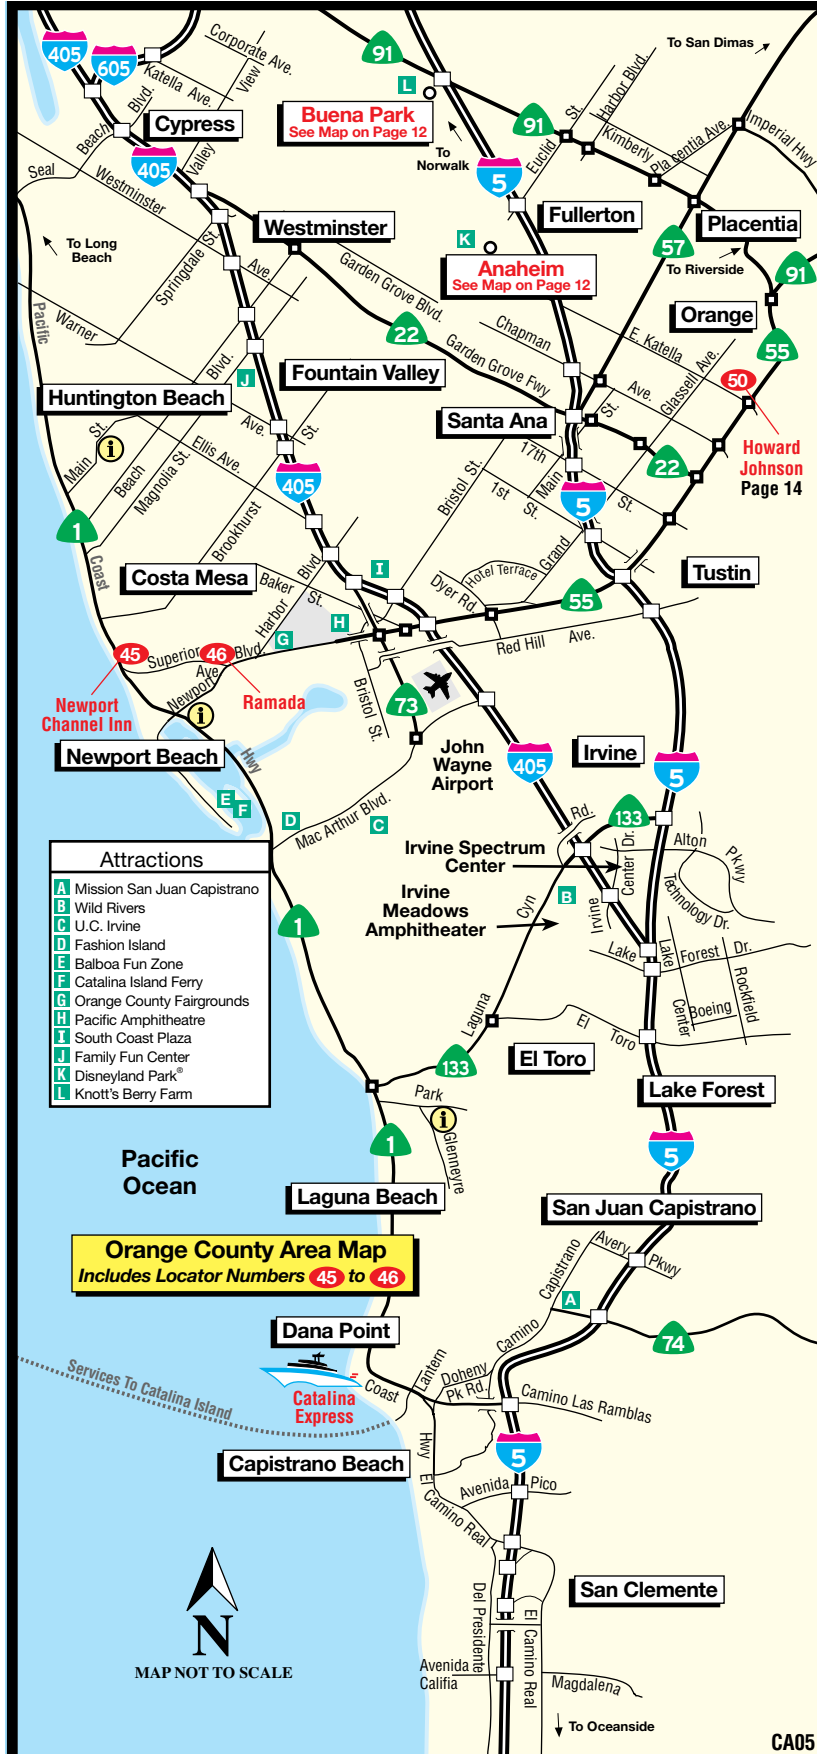 405
605
Corporate Ave.
Katella Ave.
View
Valley
91
To San Dimas
L
Buena Park
See Map on Page 12
Beach Blvd.
Cypress
405
To
Norwalk
91
Euclid St.
Harbor Blvd.
Kimberly
Placentia Ave.
Imperial Hwy
Seal
Westminster
Ave.
5
Fullerton
Placentia
Westminster
To Long
Beach
Springdale St.
K
Anaheim
See Map on Page 12
57
To Riverside
91
Garden Grove Blvd.
Pacific
Warner
Ave.
22
Orange
Chapman
Ave.
E. Katella
Garden Grove Fwy
55
Glassell Ave.
Blvd.
J
Fountain Valley
50
Huntington Beach
Santa Ana
Howard
Johnson
Page 14
Main St.
i
Ellis Ave.
St.
17th
St.
Main
St.
22
Bristol St.
1st
St.
405
5
Beach
Magnolia St.
Brookhurst
1
Coast
Costa Mesa
Baker
St.
Harbor
Blvd.
I
Hotel Terrace
Dyer Rd.
Grand
55
Tustin
G
H
45
Superior
Ave.
46
Blvd.
Newport
Red Hill Ave.
Newport
Channel Inn
Ramada
Bristol St.
73
i
Newport Beach
Hwy
John
Wayne
Airport
405
Irvine
5
E
F
D
Mac Arthur Blvd.
C
133
Rd.
Alton
Pkwy
Irvine Spectrum
Center
Irvine
Center Dr.
Technology Dr.
Irvine
Meadows
Amphitheater
B
Cyn
Laguna
Attractions
A Mission San Juan Capistrano
B Wild Rivers
C U.C. Irvine
D Fashion Island
E Balboa Fun Zone
F Catalina Island Ferry
G Orange County Fairgrounds
H Pacific Amphitheatre
I South Coast Plaza
J Family Fun Center
K Disneyland Park®
L Knott's Berry Farm
1
Lake Forest Dr.
Lake
Center
Boeing
Rockfield
El Toro
El Toro
133
Lake Forest
Park
i
Glenneyre
1
5
Pacific
Ocean
Laguna Beach
San Juan Capistrano
Orange County Area Map
Includes Locator Numbers 45 to 46
Avery Pkwy
Camino Capistrano
A
74
Dana Point
Services To Catalina Island
Catalina
Express
Coast
Hwy
Lantern
Doheny
Pk Rd.
Camino Las Ramblas
Capistrano Beach
5
El Camino Real
Avenida Pico
San Clemente
N
MAP NOT TO SCALE
Del Presidente
El Camino Real
Avenida
Califia
Magdalena
To Oceanside
CA05